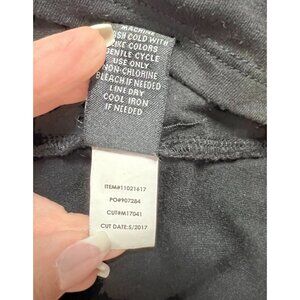 MACHINE
WASH COLD WITH
LIKE COLORS
GENTLE CYCLE
USE ONLY
NON-CHLORINE
BLEACH IF NEEDED
LINE DRY
COOL IRON
IF NEEDED
ITEM#11021617
PO#907284
CUT#M17041
CUT DATE:5/2017